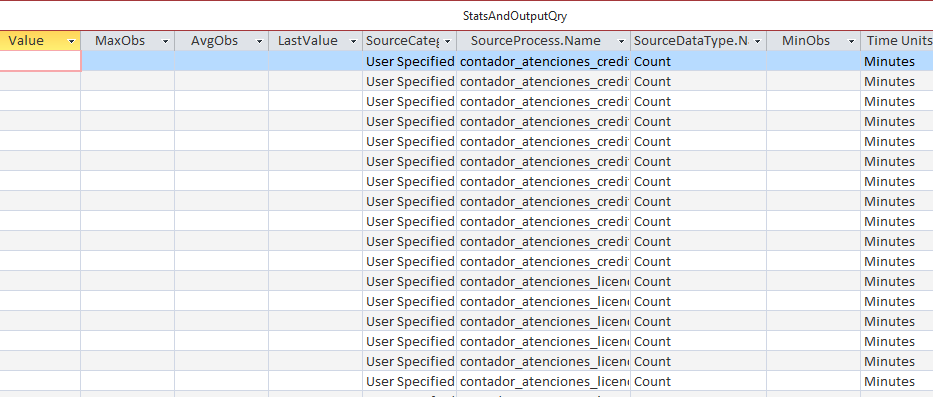 StatsAndOutputQry
Value MaxObs AvgObs LastValue SourceCateg SourceProcess.Name SourceDataType.N MinObs Time Units
User Specified contador_atenciones_credi Count Minutes
User Specified contador_atenciones_credi Count Minutes
User Specified contador_atenciones_credi Count Minutes
User Specified contador_atenciones_credi Count Minutes
User Specified contador_atenciones_credi Count Minutes
User Specified contador_atenciones_credi Count Minutes
User Specified contador_atenciones_credi Count Minutes
User Specified contador_atenciones_credi Count Minutes
User Specified contador_atenciones_credi Count Minutes
User Specified contador_atenciones_credi Count Minutes
User Specified contador_atenciones_credi Count Minutes
User Specified contador_atenciones_licen Count Minutes
User Specified contador_atenciones_licen Count Minutes
User Specified contador_atenciones_licen Count Minutes
User Specified contador_atenciones_licen Count Minutes
User Specified contador_atenciones_licen Count Minutes
User Specified contador_atenciones_licen Count Minutes